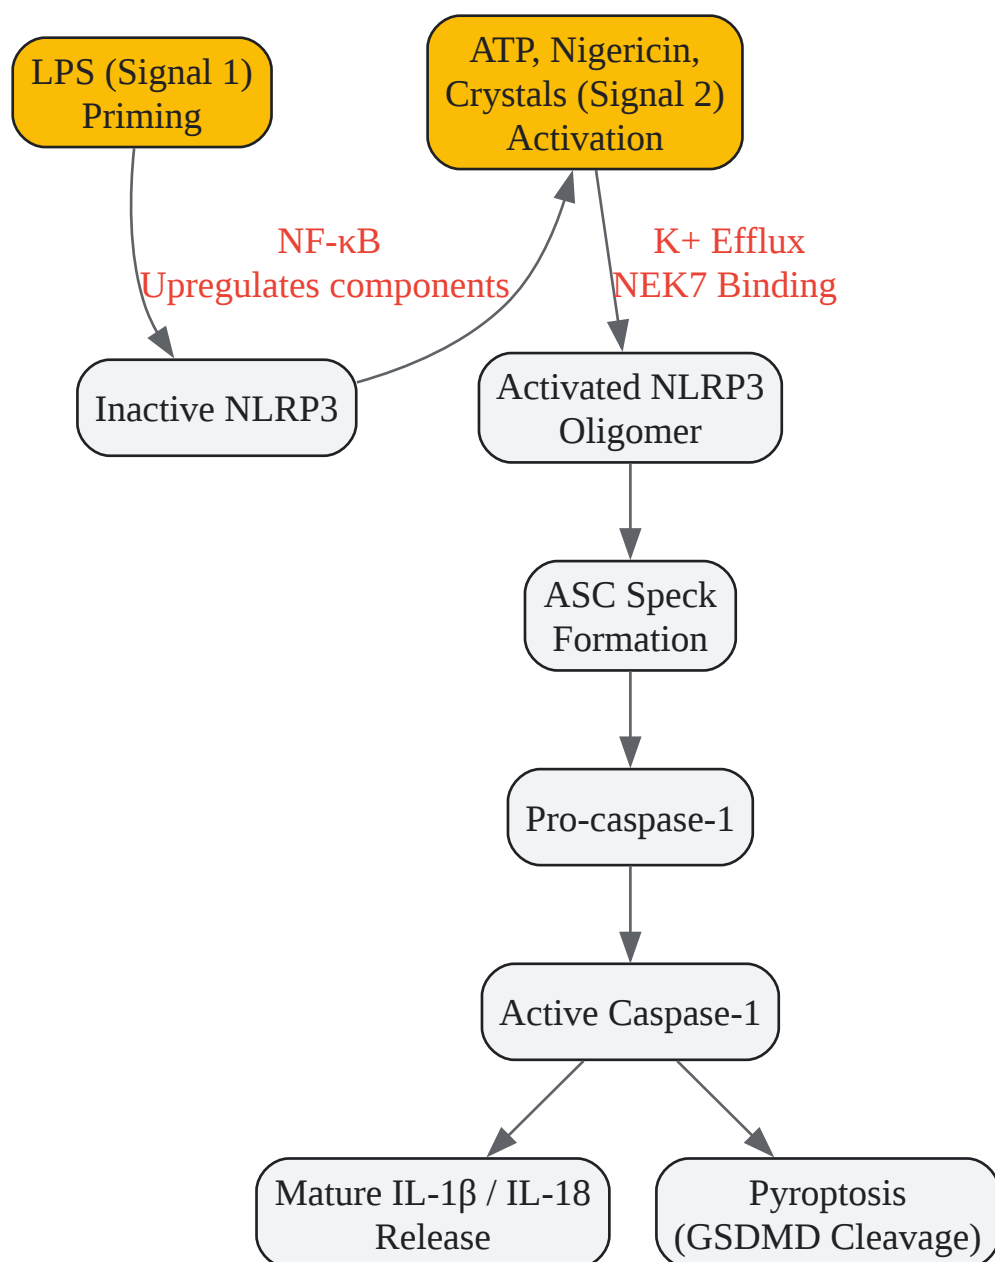 LPS (Signal 1)
Priming
ATP, Nigericin,
Crystals (Signal 2)
Activation
NF-κB
Upregulates components
K+ Efflux
NEK7 Binding
Inactive NLRP3
Activated NLRP3
Oligomer
ASC Speck
Formation
Pro-caspase-1
Active Caspase-1
Mature IL-1β / IL-18
Release
Pyroptosis
(GSDMD Cleavage)